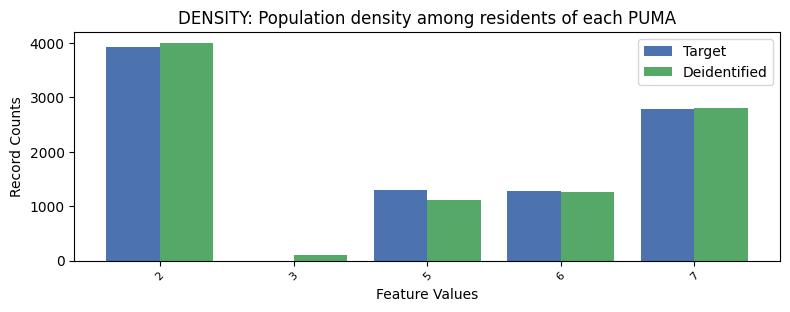 DENSITY: Population density among residents of each PUMA
Target
Deidentified
Record Counts
4000
3000
2000
1000
0
2 3 5 6 7
Feature Values